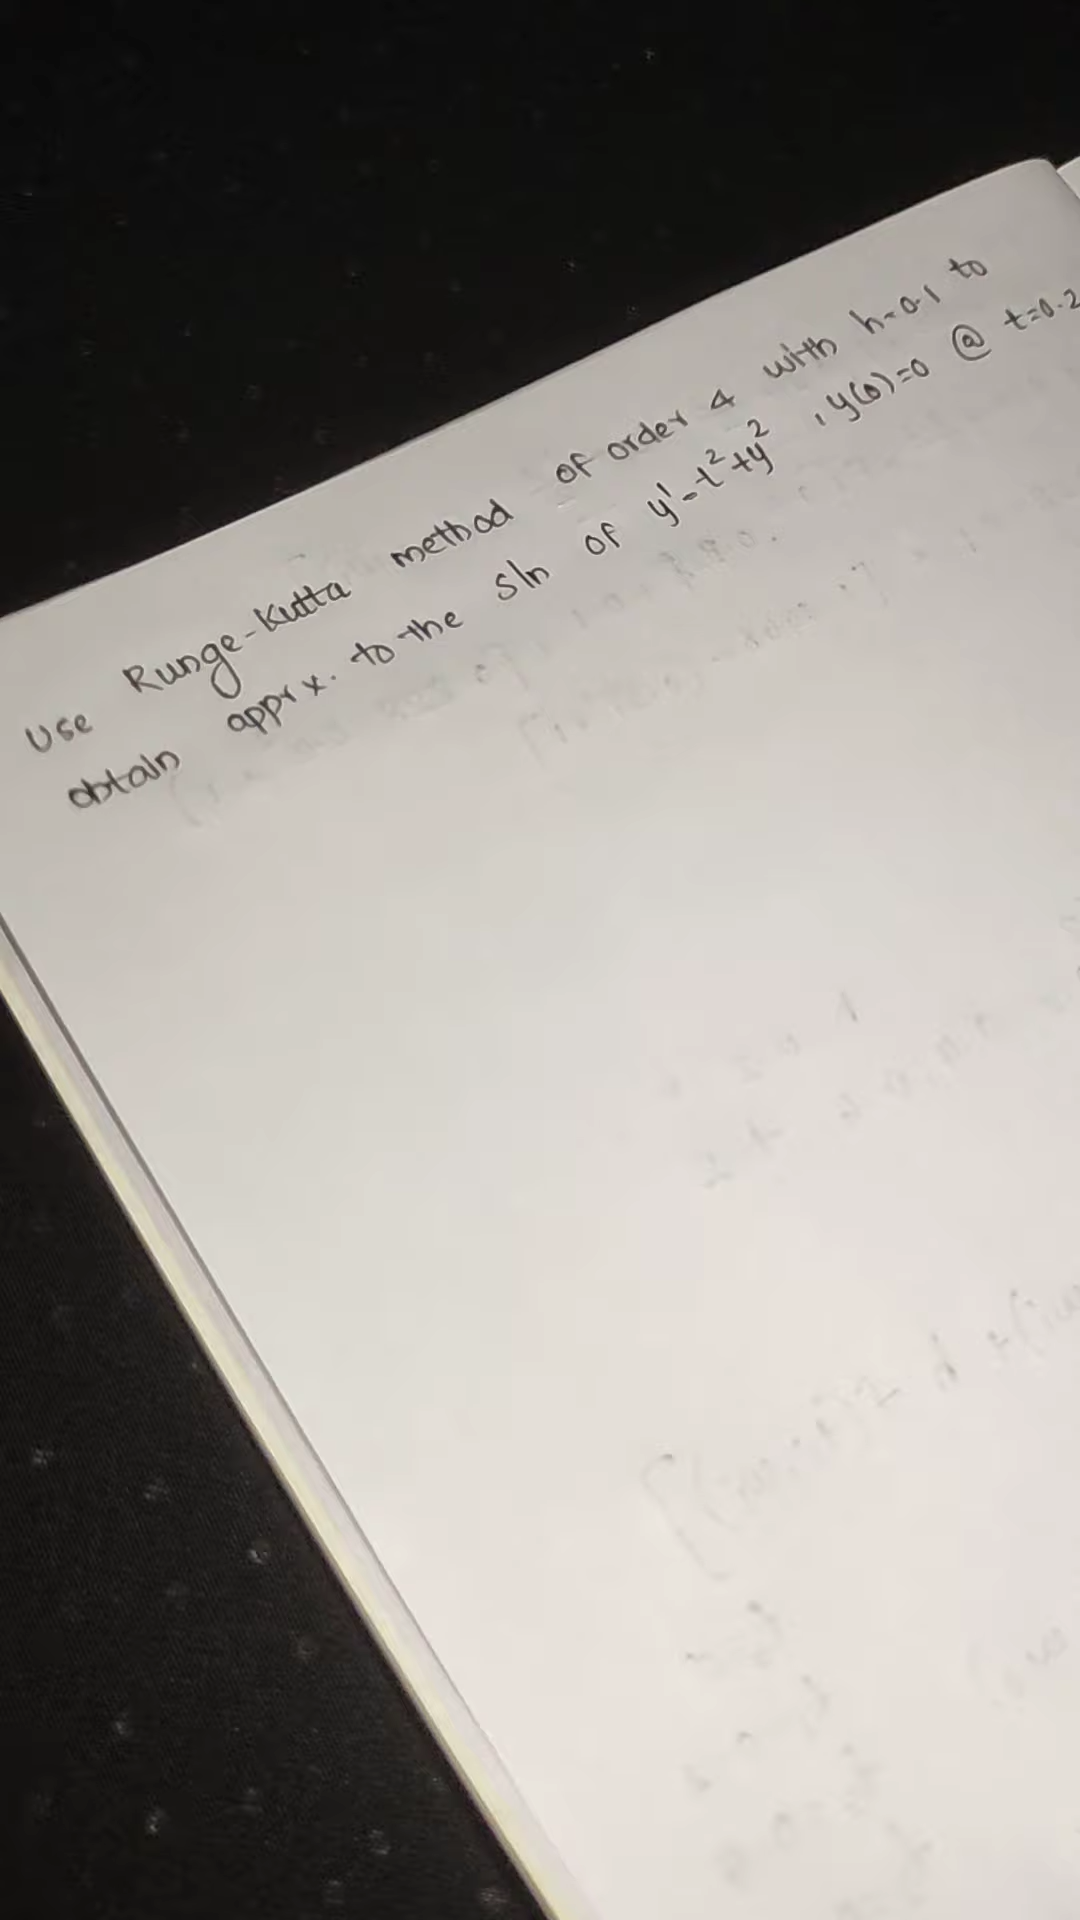 Use Runge-Kutta method of order 4 with h=0.1 to
obtain apprx. to the sln of y'=t²+y² , y(0)=0 @ t=0.2